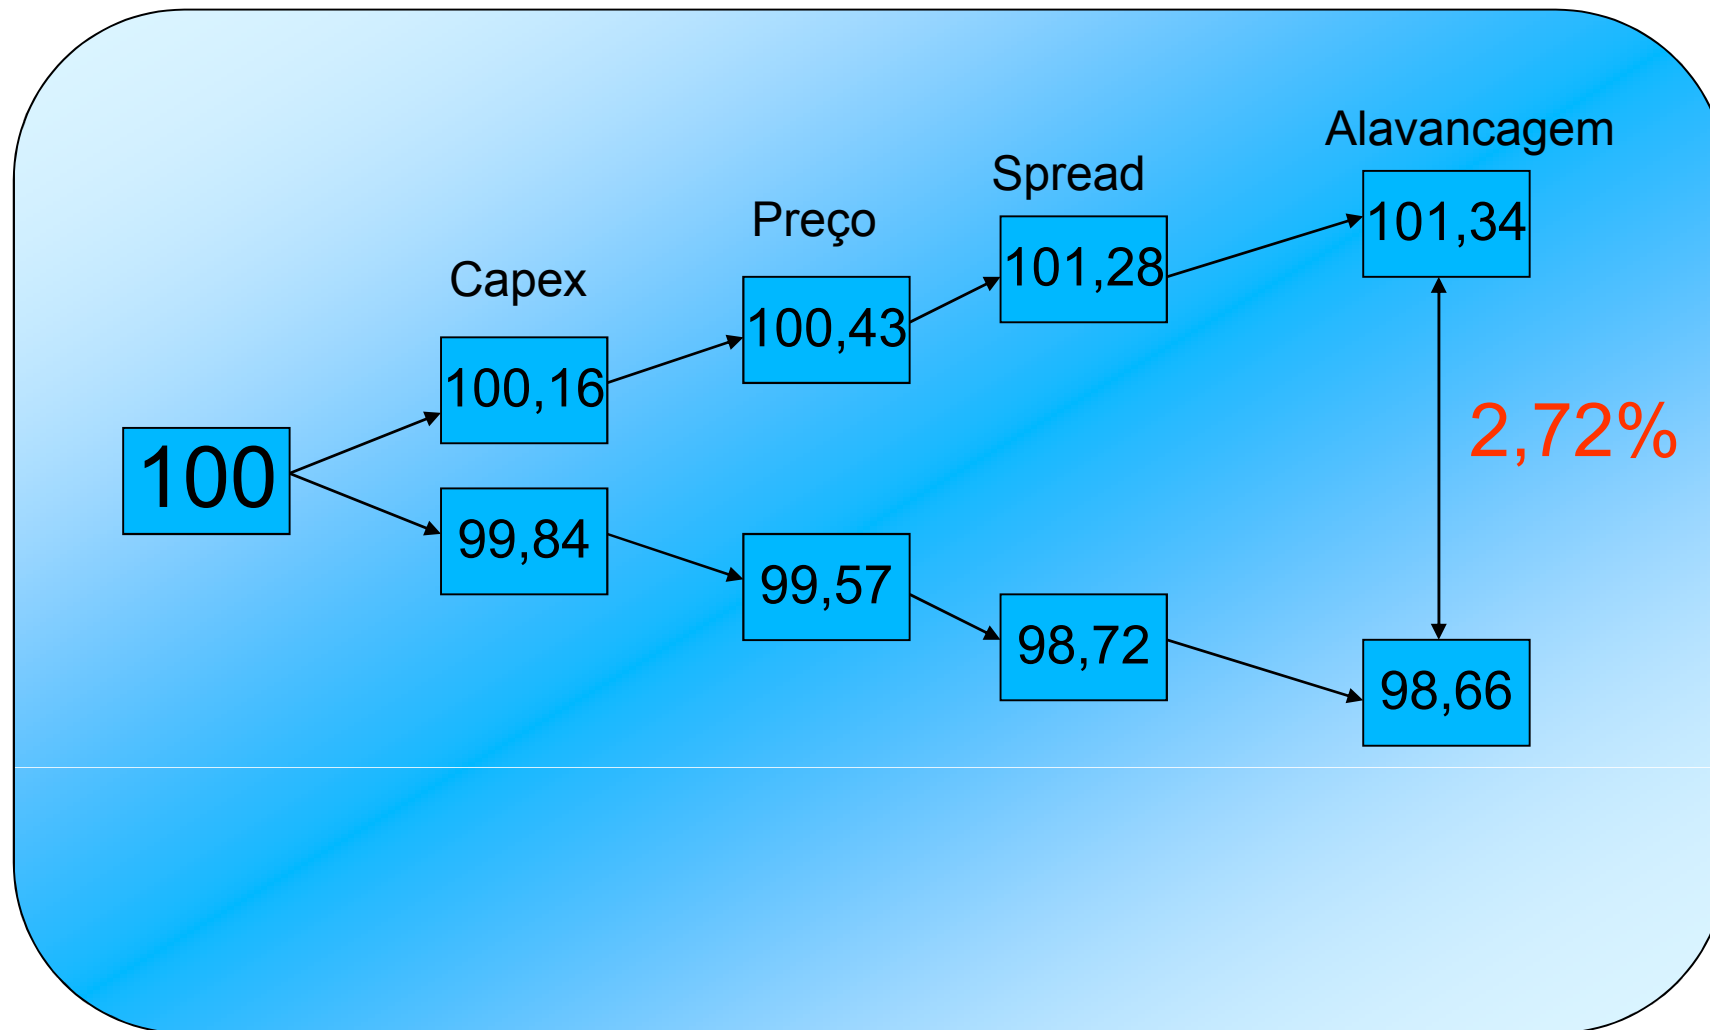 Alavancagem
Spread
Preço
Capex
101,34
101,28
100,43
100,16
100
2,72%
99,84
99,57
98,72
98,66